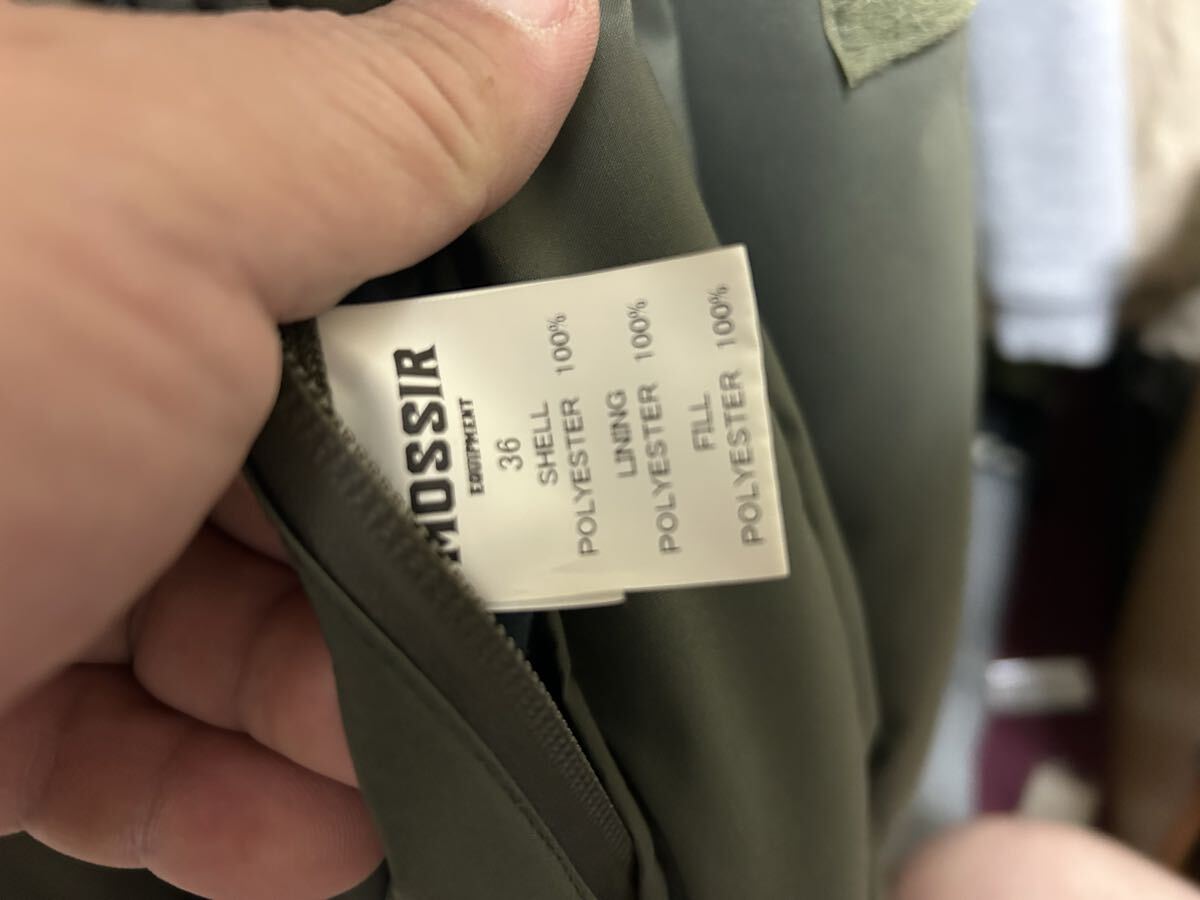 MOSSIR
EQUIPMENT
36
SHELL
POLYESTER 100%
LINING
POLYESTER 100%
FILL
POLYESTER 100%